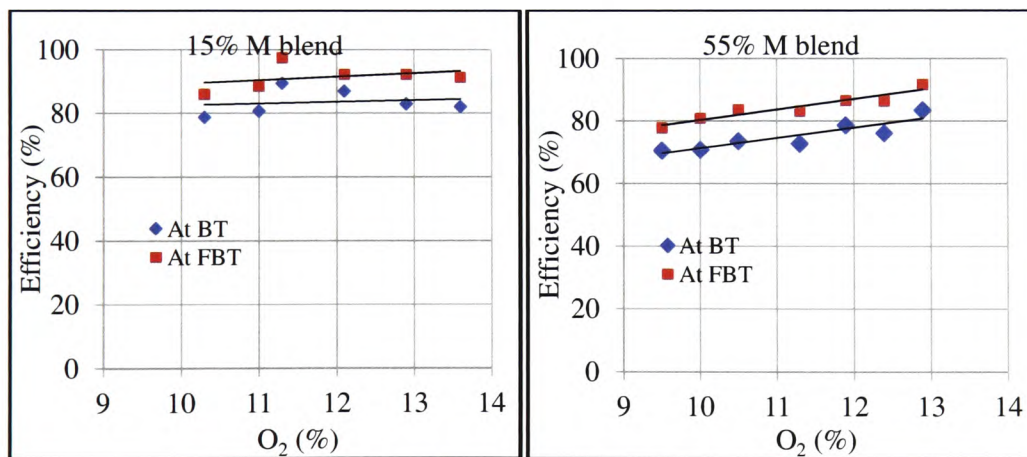 15% M blend
100
80
60
40
20
0
Efficiency (%)
At BT
At FBT
9 10 11 12 13 14
O₂ (%)
55% M blend
100
80
60
40
20
0
Efficiency (%)
At BT
At FBT
9 10 11 12 13 14
O₂ (%)